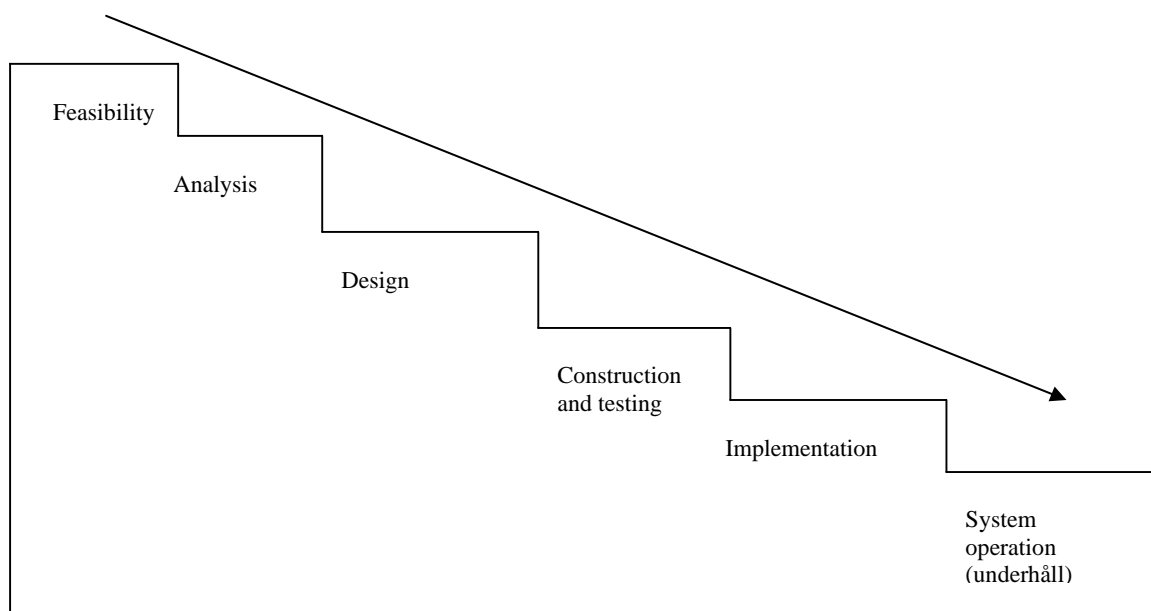 Feasibility
Analysis
Design
Construction
and testing
Implementation
System
operation
(underhåll)